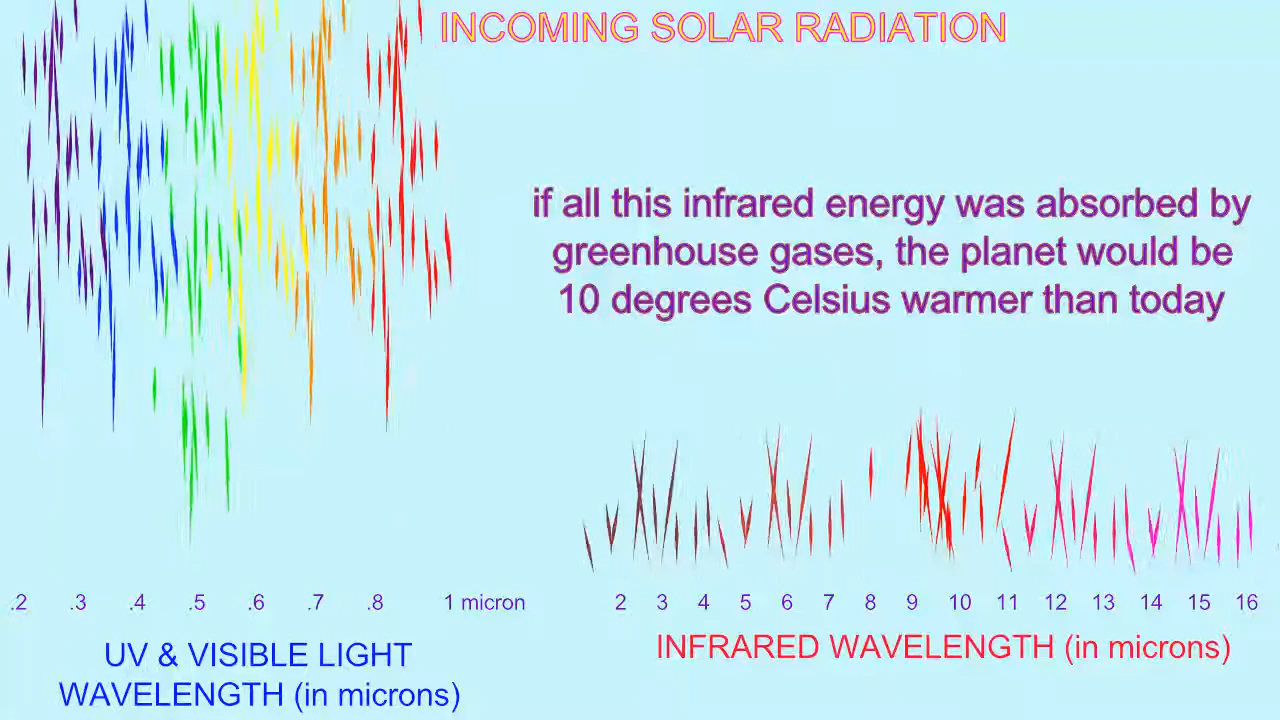 INCOMING SOLAR RADIATION
if all this infrared energy was absorbed by
greenhouse gases, the planet would be
10 degrees Celsius warmer than today
.2 .3 .4 .5 .6 .7 .8 1 micron
2 3 4 5 6 7 8 9 10 11 12 13 14 15 16
UV & VISIBLE LIGHT
WAVELENGTH (in microns)
INFRARED WAVELENGTH (in microns)